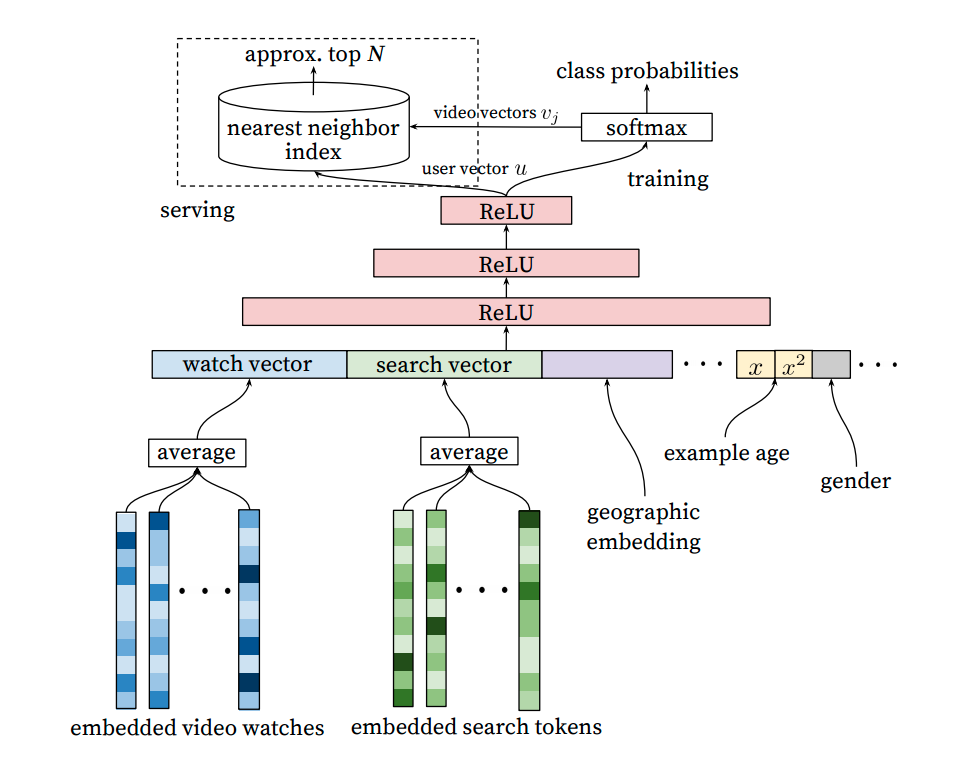 approx. top N
class probabilities
nearest neighbor
index
video vectors v_j
softmax
user vector u
training
serving
ReLU
ReLU
ReLU
watch vector
search vector
x
x²
average
average
example age
gender
geographic
embedding
embedded video watches
embedded search tokens